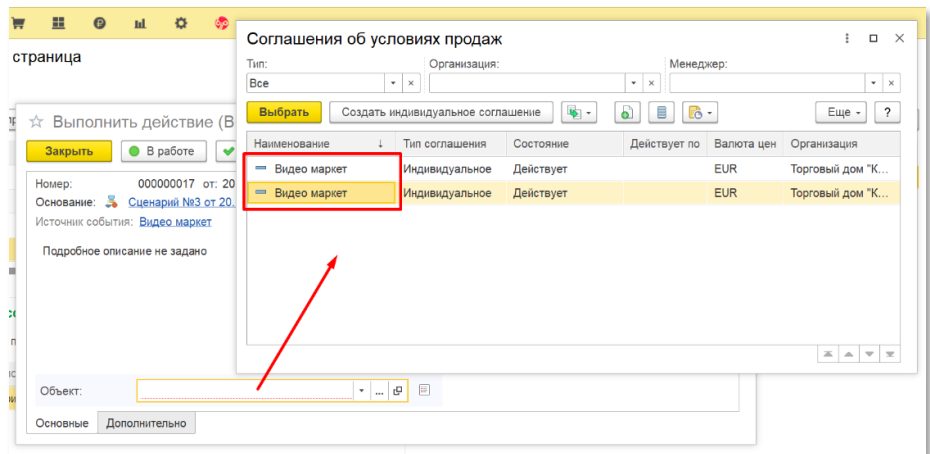 страница
Соглашения об условиях продаж
Тип:
Организация:
Менеджер:
Все
Выбрать
Создать индивидуальное соглашение
Еще
?
Наименование
Тип соглашения
Состояние
Действует по
Валюта цен
Организация
Видео маркет
Индивидуальное
Действует
EUR
Торговый дом "К...
Видео маркет
Индивидуальное
Действует
EUR
Торговый дом "К...
Выполнить действие (В
Закрыть
В работе
Номер: 000000017 от: 20
Основание: Сценарий №3 от 20.
Источник события: Видео маркет
Подробное описание не задано
Объект:
Основные
Дополнительно